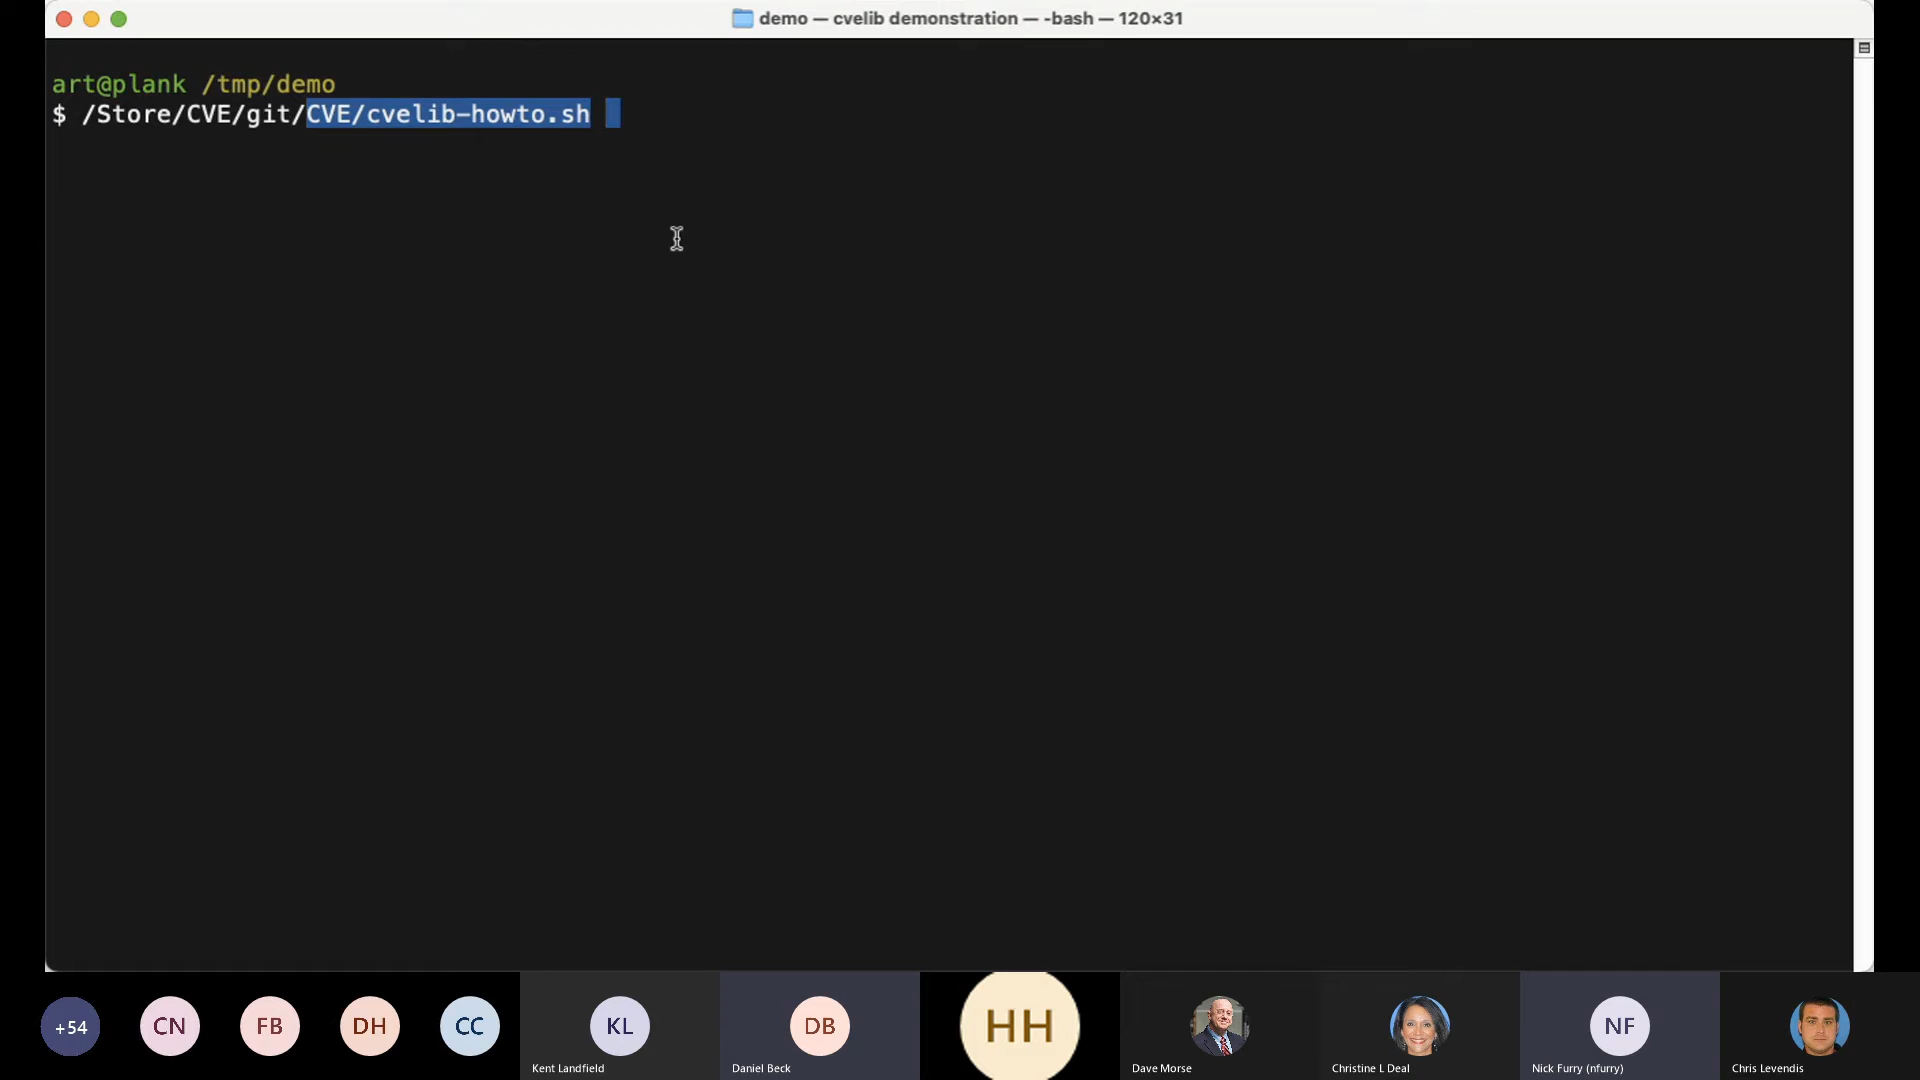 demo — cvelib demonstration — -bash — 120×31
art@plank /tmp/demo
$ /Store/CVE/git/CVE/cvelib-howto.sh
+54
CN
FB
DH
CC
KL
DB
HH
NF
Kent Landfield
Daniel Beck
Dave Morse
Christine L Deal
Nick Furry (nfurry)
Chris Levendis